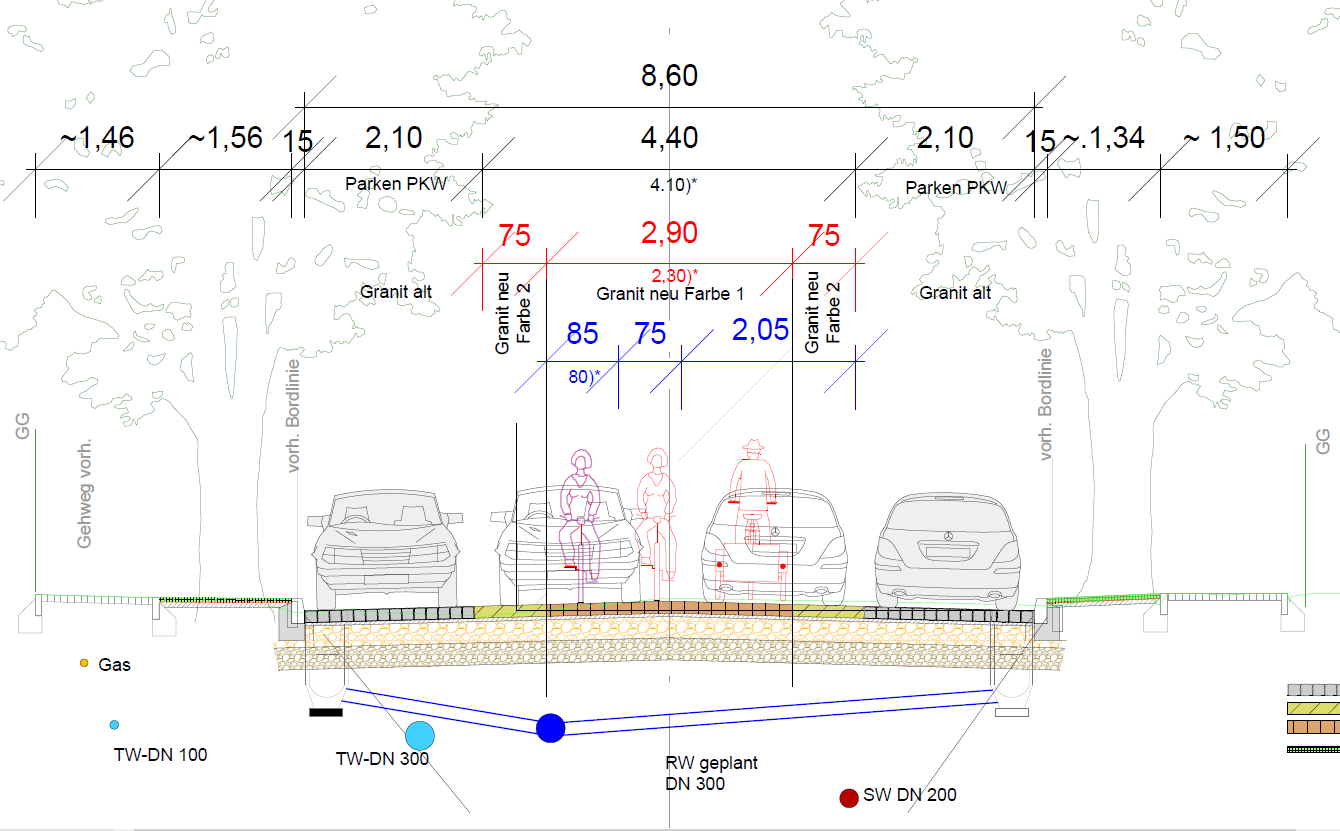 8,60
~1,46
~1,56
15
2,10
4,40
2,10
15
~.1,34
~ 1,50
Parken PKW
4.10)*
Parken PKW
75
2,90
75
2,30)*
Granit alt
Granit neu
Farbe 2
Granit neu Farbe 1
Granit neu
Farbe 2
Granit alt
85
75
2,05
80)*
GG
Gehweg vorh.
vorh. Bordlinie
vorh. Bordlinie
GG
Gas
TW-DN 100
TW-DN 300
RW geplant
DN 300
SW DN 200